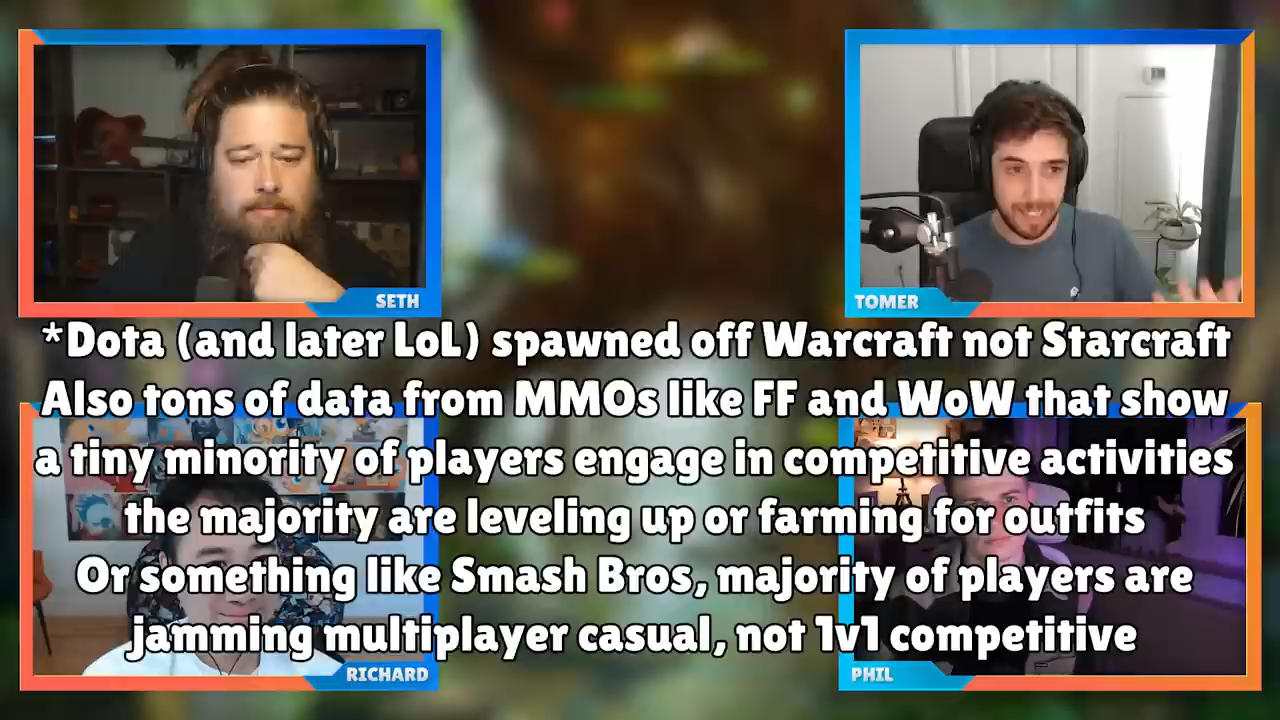 SETH
TOMER
*Dota (and later LoL) spawned off Warcraft not Starcraft
Also tons of data from MMOs like FF and WoW that show
a tiny minority of players engage in competitive activities
the majority are leveling up or farming for outfits
Or something like Smash Bros, majority of players are
jamming multiplayer casual, not 1v1 competitive
RICHARD
PHIL